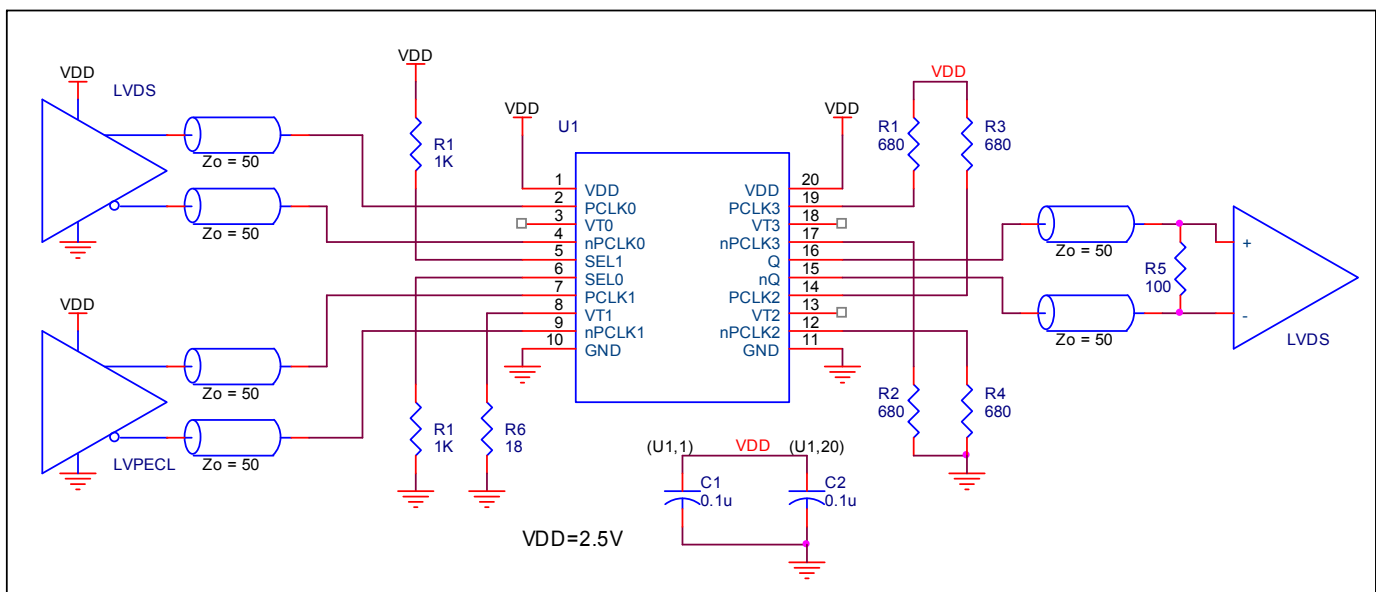 VDD
LVDS
Zo = 50
Zo = 50
VDD
LVPECL
Zo = 50
Zo = 50
VDD
R1
1K
R1
1K
R6
18
VDD
U1
1
VDD
2
PCLK0
3
VT0
4
nPCLK0
5
SEL1
6
SEL0
7
PCLK1
8
VT1
9
nPCLK1
10
GND
VDD
20
VDD
19
PCLK3
18
VT3
17
nPCLK3
16
Q
15
nQ
14
PCLK2
13
VT2
12
nPCLK2
11
GND
VDD
R1
680
R3
680
R2
680
R4
680
Zo = 50
Zo = 50
R5
100
+
-
LVDS
(U1,1)
VDD
(U1,20)
C1
0.1u
C2
0.1u
VDD=2.5V